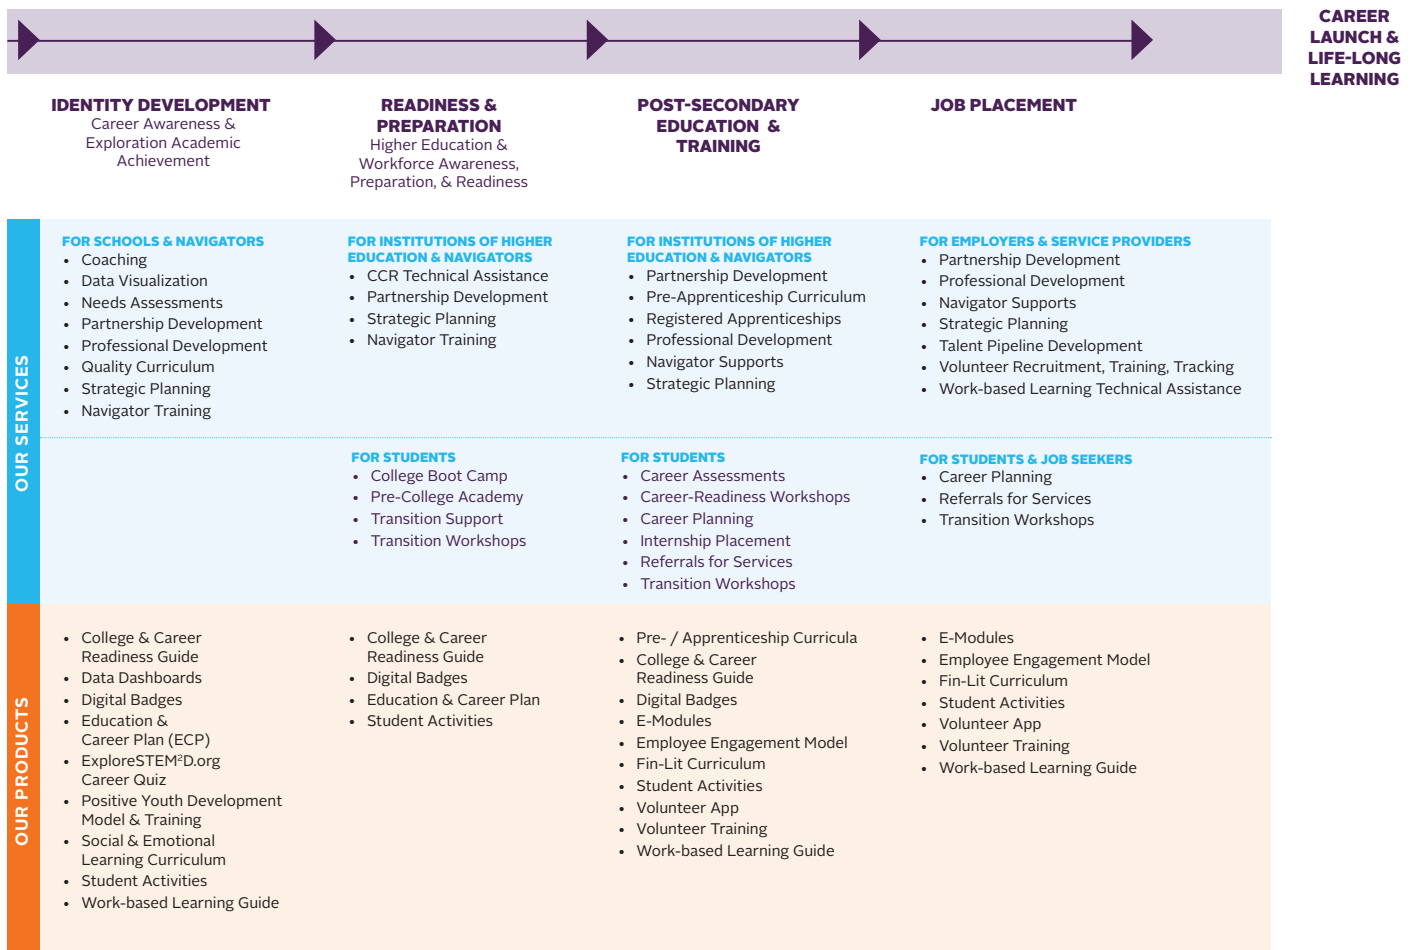 CAREER
LAUNCH &
LIFE-LONG
LEARNING
IDENTITY DEVELOPMENT
Career Awareness &
Exploration Academic
Achievement
READINESS &
PREPARATION
Higher Education &
Workforce Awareness,
Preparation, & Readiness
POST-SECONDARY
EDUCATION &
TRAINING
JOB PLACEMENT
OUR SERVICES
FOR SCHOOLS & NAVIGATORS
• Coaching
• Data Visualization
• Needs Assessments
• Partnership Development
• Professional Development
• Quality Curriculum
• Strategic Planning
• Navigator Training
FOR INSTITUTIONS OF HIGHER
EDUCATION & NAVIGATORS
• CCR Technical Assistance
• Partnership Development
• Strategic Planning
• Navigator Training
FOR INSTITUTIONS OF HIGHER
EDUCATION & NAVIGATORS
• Partnership Development
• Pre-Apprenticeship Curriculum
• Registered Apprenticeships
• Professional Development
• Navigator Supports
• Strategic Planning
FOR EMPLOYERS & SERVICE PROVIDERS
• Partnership Development
• Professional Development
• Navigator Supports
• Strategic Planning
• Talent Pipeline Development
• Volunteer Recruitment, Training, Tracking
• Work-based Learning Technical Assistance
FOR STUDENTS
• College Boot Camp
• Pre-College Academy
• Transition Support
• Transition Workshops
FOR STUDENTS
• Career Assessments
• Career-Readiness Workshops
• Career Planning
• Internship Placement
• Referrals for Services
• Transition Workshops
FOR STUDENTS & JOB SEEKERS
• Career Planning
• Referrals for Services
• Transition Workshops
OUR PRODUCTS
• College & Career
Readiness Guide
• Data Dashboards
• Digital Badges
• Education &
Career Plan (ECP)
• ExploreSTEM²D.org
Career Quiz
• Positive Youth Development
Model & Training
• Social & Emotional
Learning Curriculum
• Student Activities
• Work-based Learning Guide
• College & Career
Readiness Guide
• Digital Badges
• Education & Career Plan
• Student Activities
• Pre- / Apprenticeship Curricula
• College & Career
Readiness Guide
• Digital Badges
• E-Modules
• Employee Engagement Model
• Fin-Lit Curriculum
• Student Activities
• Volunteer App
• Volunteer Training
• Work-based Learning Guide
• E-Modules
• Employee Engagement Model
• Fin-Lit Curriculum
• Student Activities
• Volunteer App
• Volunteer Training
• Work-based Learning Guide